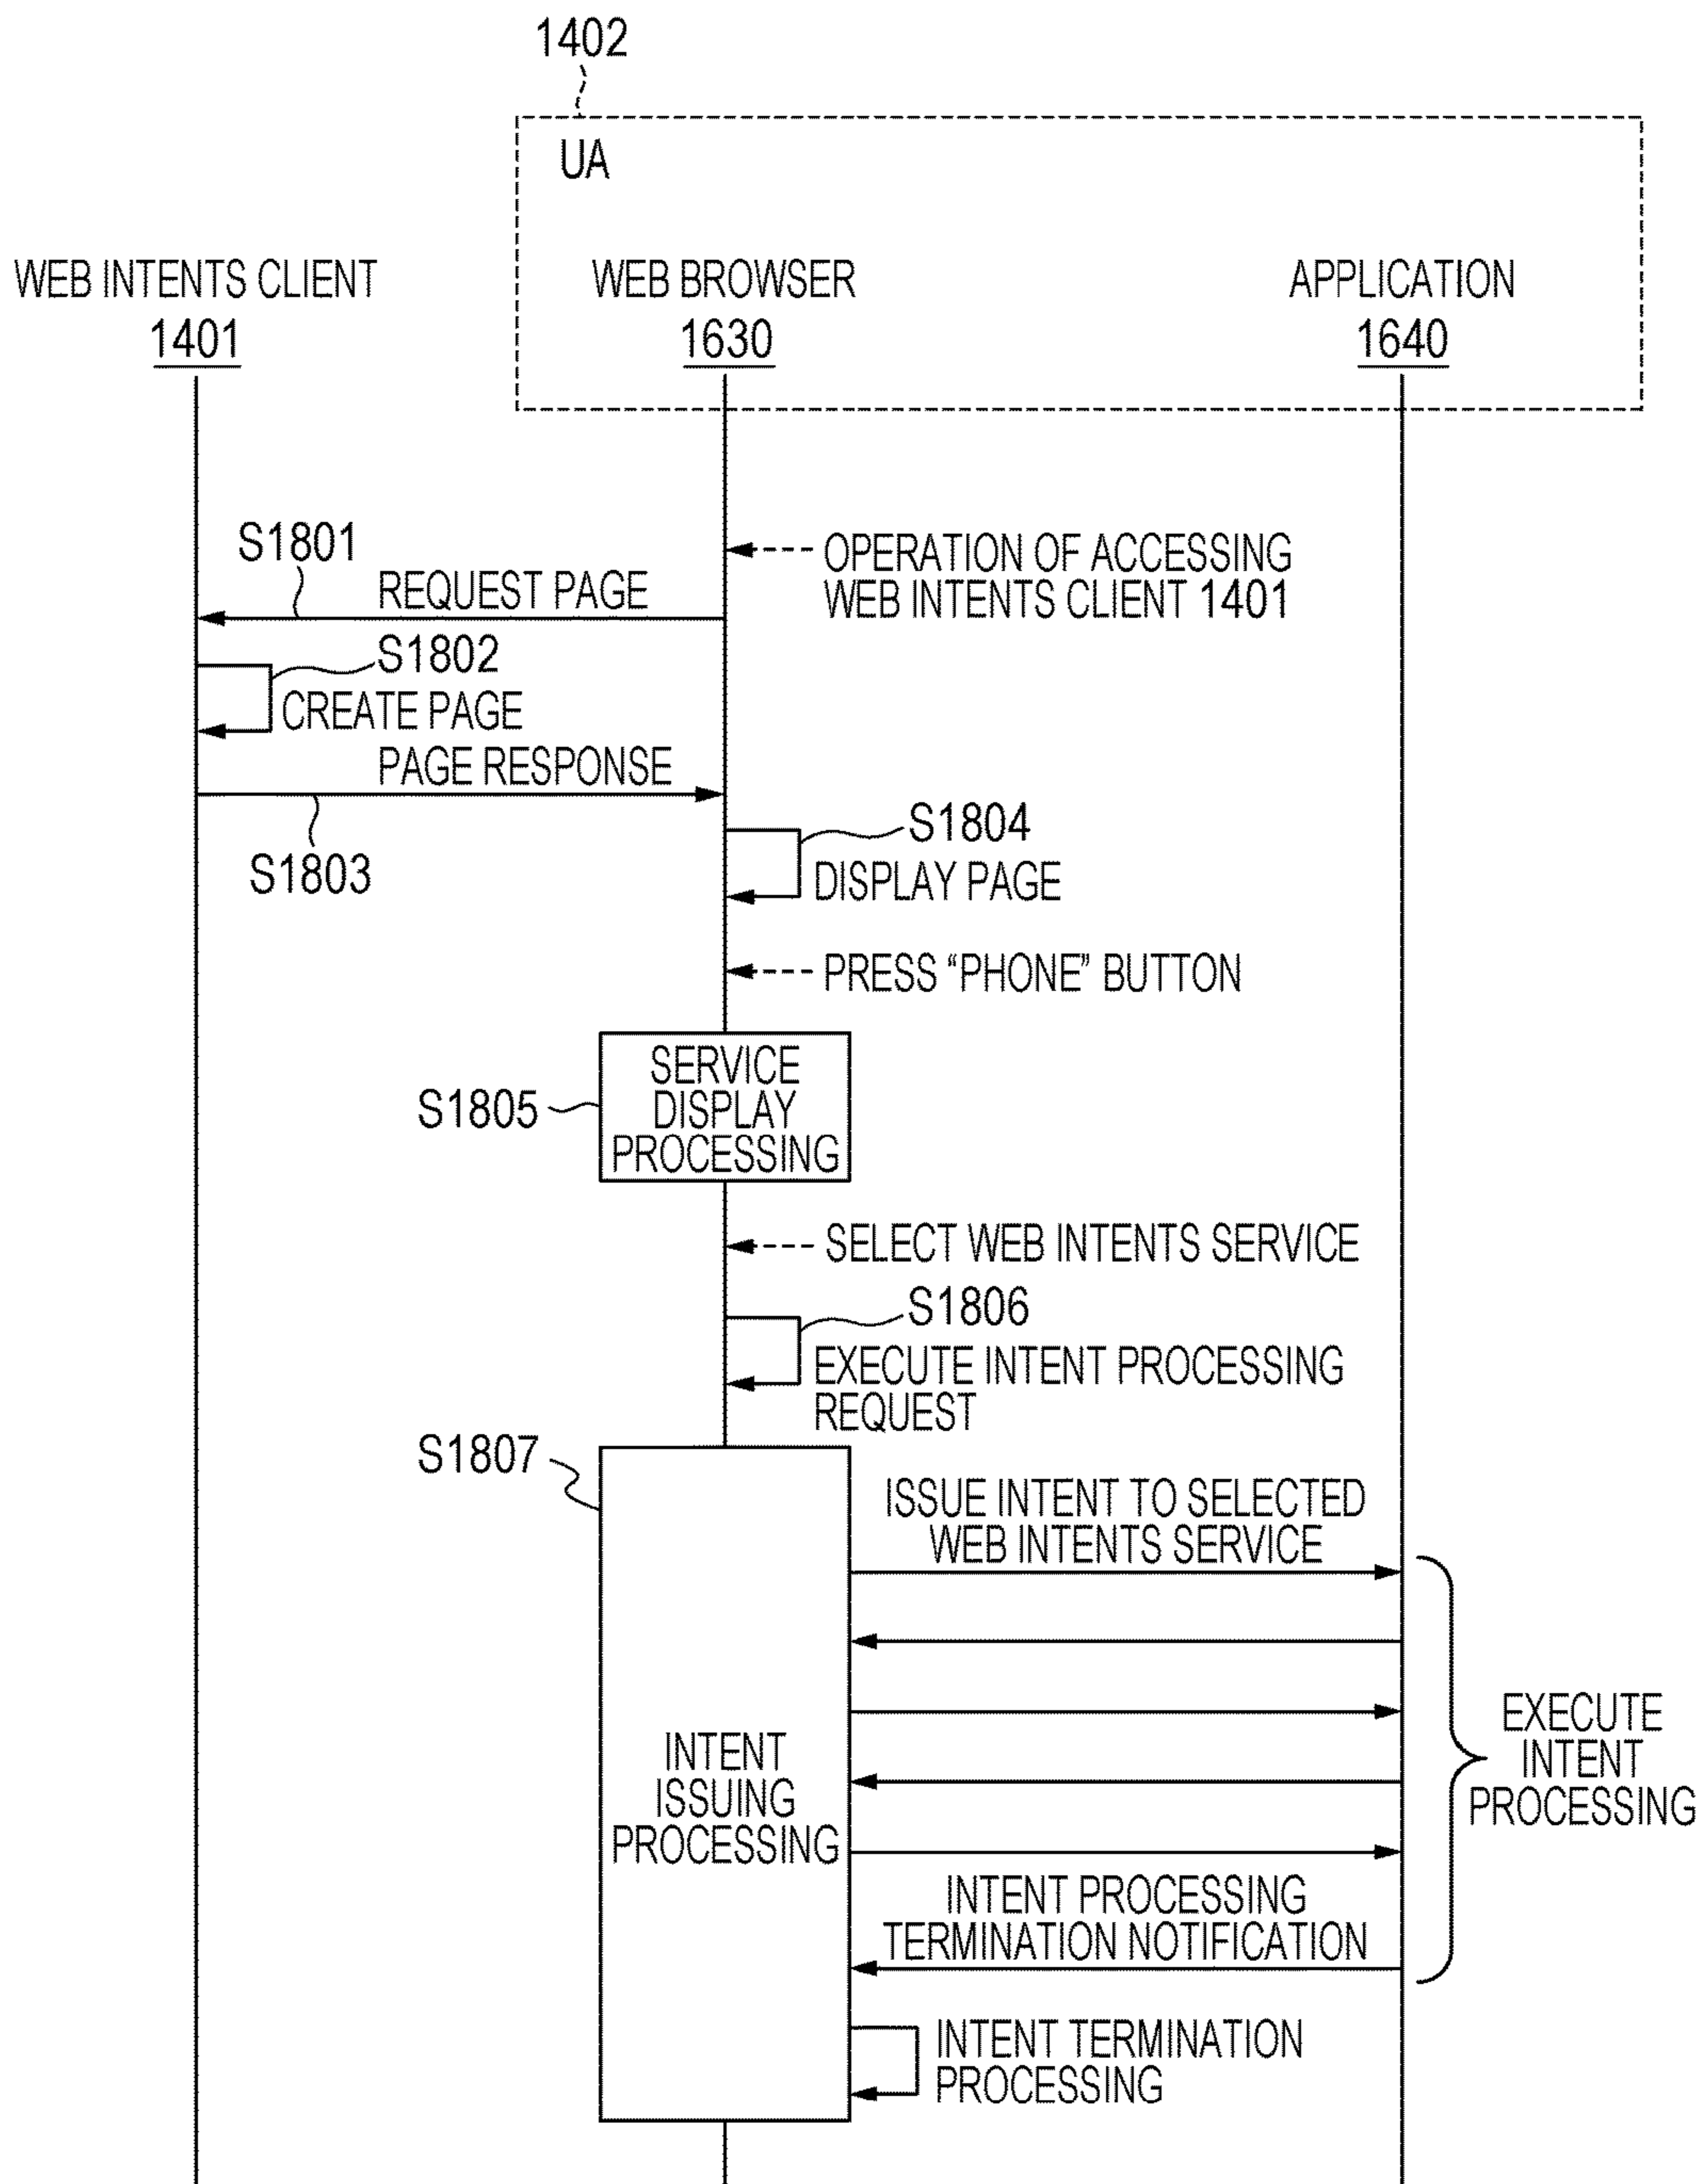 1402
UA
WEB INTENTS CLIENT
1401
WEB BROWSER
1630
APPLICATION
1640
OPERATION OF ACCESSING
WEB INTENTS CLIENT 1401
S1801
REQUEST PAGE
S1802
CREATE PAGE
PAGE RESPONSE
S1803
S1804
DISPLAY PAGE
PRESS “PHONE” BUTTON
S1805
SERVICE
DISPLAY
PROCESSING
SELECT WEB INTENTS SERVICE
S1806
EXECUTE INTENT PROCESSING
REQUEST
S1807
INTENT
ISSUING
PROCESSING
ISSUE INTENT TO SELECTED
WEB INTENTS SERVICE
EXECUTE
INTENT
PROCESSING
INTENT PROCESSING
TERMINATION NOTIFICATION
INTENT TERMINATION
PROCESSING